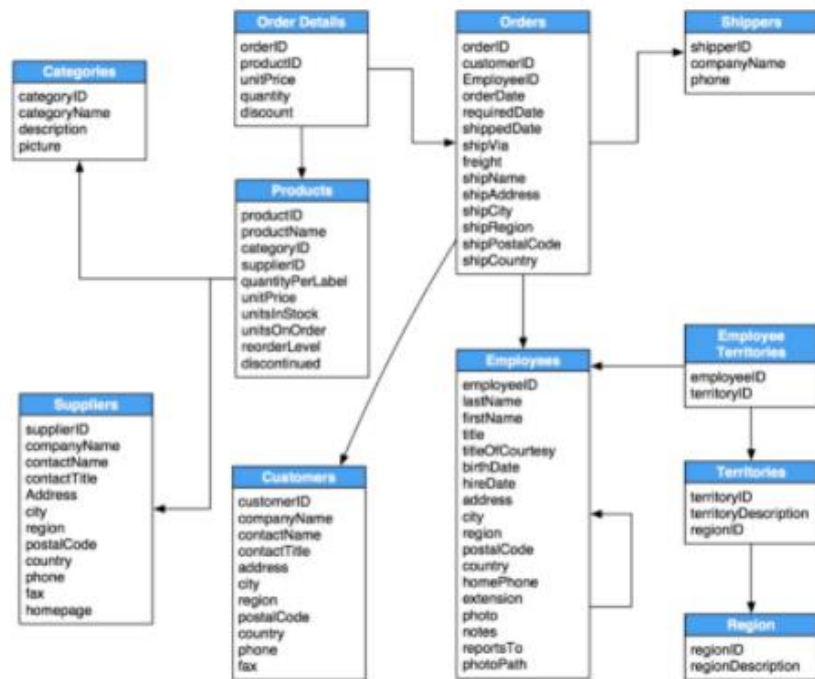 Order Details
orderID
productID
unitPrice
quantity
discount
Orders
orderID
customerID
EmployeeID
orderDate
requiredDate
shippedDate
shipVia
freight
shipName
shipAddress
shipCity
shipRegion
shipPostalCode
shipCountry
Shippers
shipperID
companyName
phone
Categories
categoryID
categoryName
description
picture
Products
productID
productName
categoryID
supplierID
quantityPerLabel
unitPrice
unitsInStock
unitsOnOrder
reorderLevel
discontinued
Employee
Territories
employeeID
territoryID
Employees
employeeID
lastName
firstName
title
titleOfCourtesy
birthDate
hireDate
address
city
region
postalCode
country
homePhone
extension
photo
notes
reportsTo
photoPath
Suppliers
supplierID
companyName
contactName
contactTitle
Address
city
region
postalCode
country
phone
fax
homepage
Customers
customerID
companyName
contactName
contactTitle
address
city
region
postalCode
country
phone
fax
Territories
territoryID
territoryDescription
regionID
Region
regionID
regionDescription